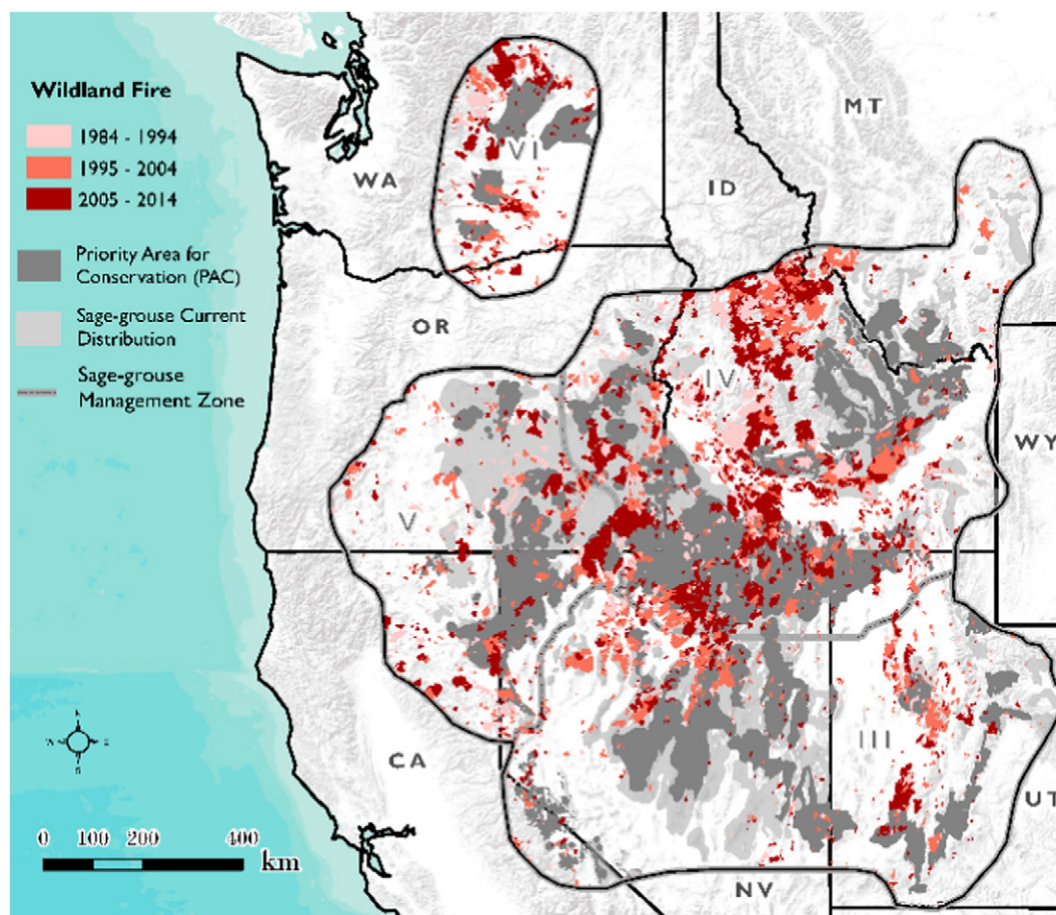 Wildland Fire
1984 - 1994
1995 - 2004
2005 - 2014
Priority Area for
Conservation (PAC)
Sage-grouse Current
Distribution
Sage-grouse
Management Zone
WA
VI
MT
ID
OR
IV
WY
V
CA
III
UT
NV
N
W E
S
0 100 200 400
km